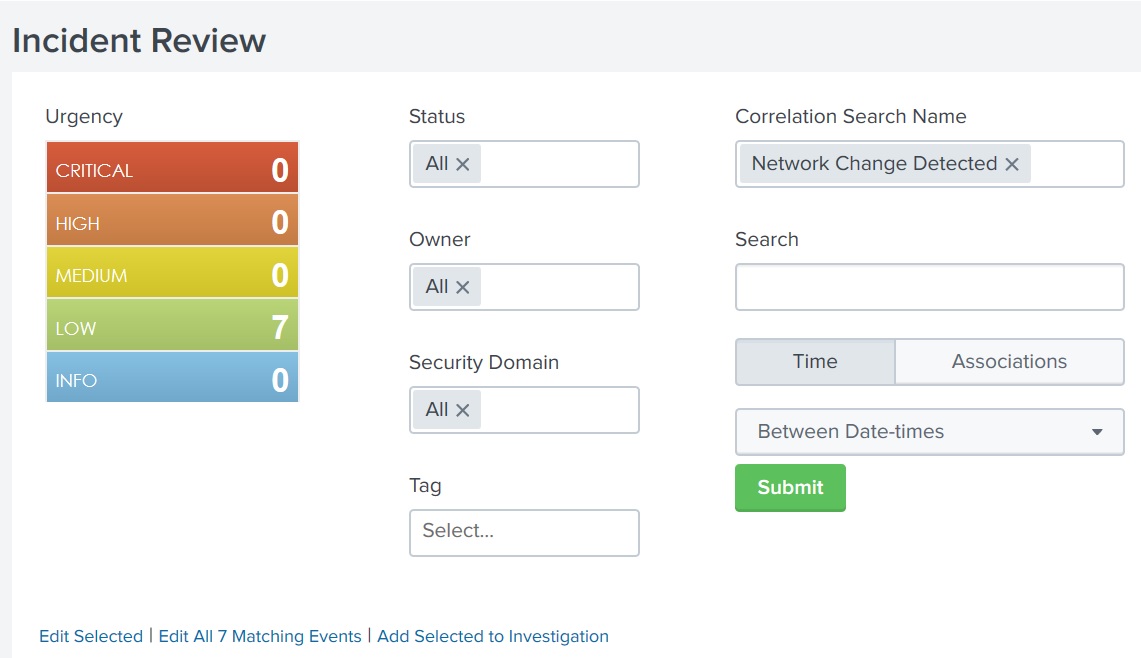 Incident Review
Urgency
CRITICAL 0
HIGH 0
MEDIUM 0
LOW 7
INFO 0
Status
All ×
Owner
All ×
Security Domain
All ×
Tag
Select...
Correlation Search Name
Network Change Detected ×
Search
Time Associations
Between Date-times
Submit
Edit Selected | Edit All 7 Matching Events | Add Selected to Investigation